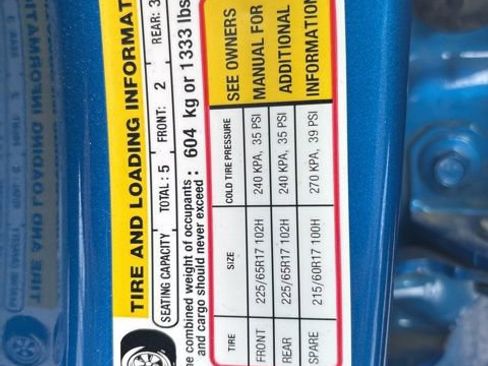 TIRE AND LOADING INFORMAT
SEATING CAPACITY TOTAL: 5 FRONT: 2 REAR: 3
he combined weight of occupants
and cargo should never exceed : 604 kg or 1333 lbs
TIRE SIZE COLD TIRE PRESSURE SEE OWNERS
FRONT 225/65R17 102H 240 KPA, 35 PSI MANUAL FOR
REAR 225/65R17 102H 240 KPA, 35 PSI ADDITIONAL
SPARE 215/60R17 100H 270 KPA, 39 PSI INFORMATION